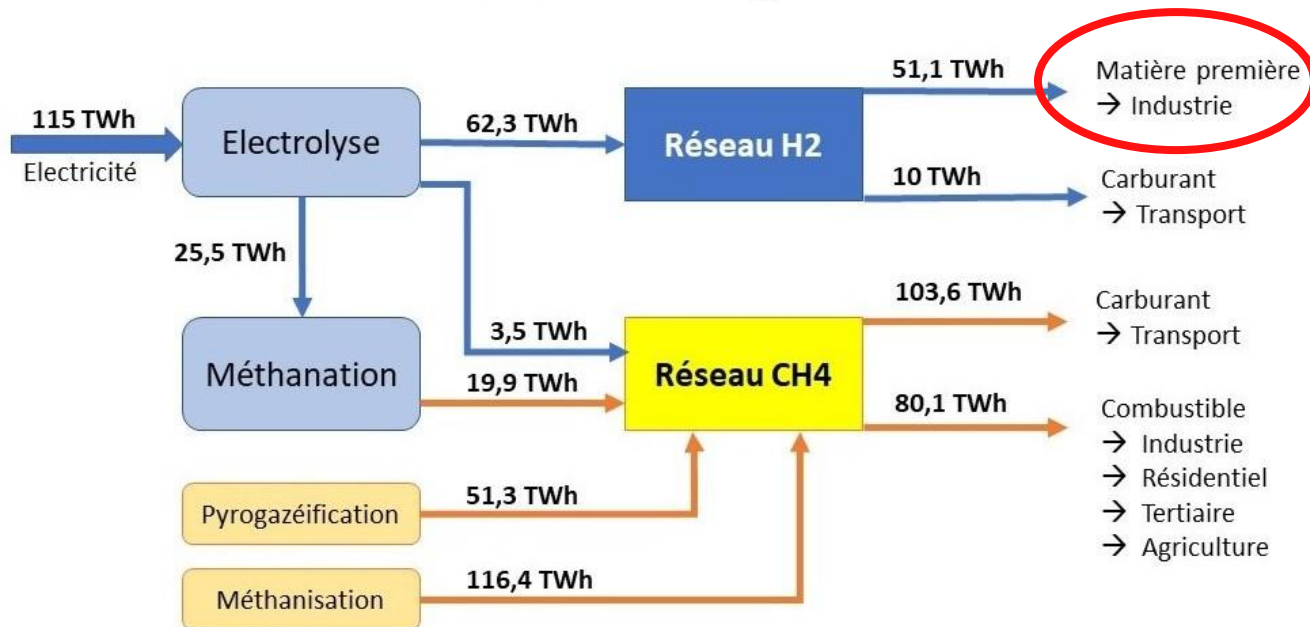 51,1 TWh
Matière première
→ Industrie
115 TWh
Electricité
Electrolyse
62,3 TWh
Réseau H2
10 TWh
Carburant
→ Transport
25,5 TWh
103,6 TWh
Carburant
→ Transport
3,5 TWh
Méthanation
19,9 TWh
Réseau CH4
80,1 TWh
Combustible
→ Industrie
→ Résidentiel
→ Tertiaire
→ Agriculture
Pyrogazéification
51,3 TWh
Méthanisation
116,4 TWh